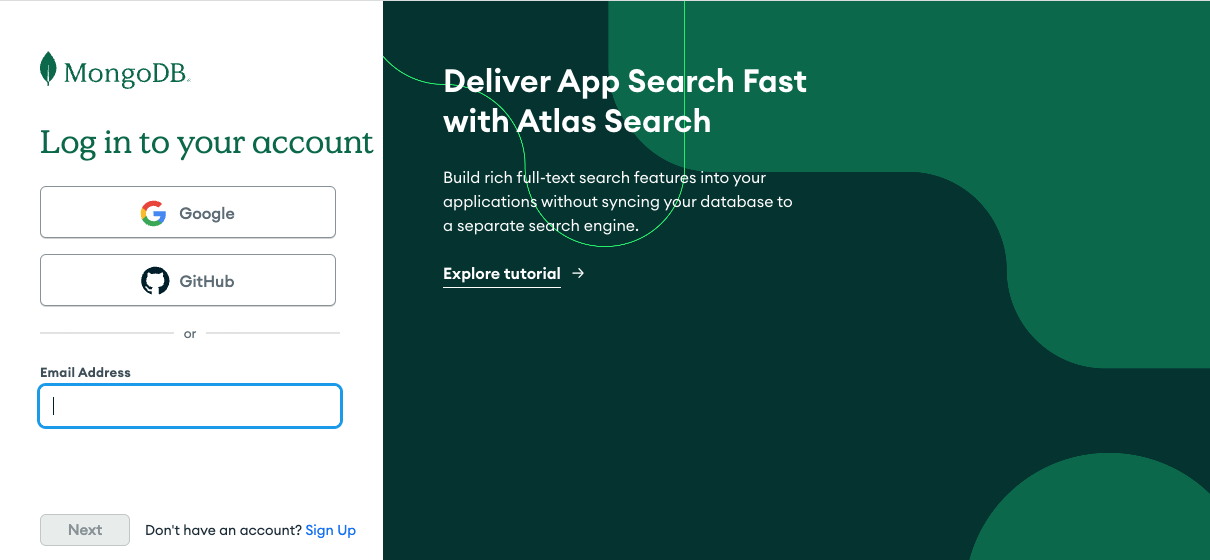 MongoDB.
Log in to your account
Google
GitHub
or
Email Address
Next
Don't have an account? Sign Up
Deliver App Search Fast
with Atlas Search
Build rich full-text search features into your
applications without syncing your database to
a separate search engine.
Explore tutorial →